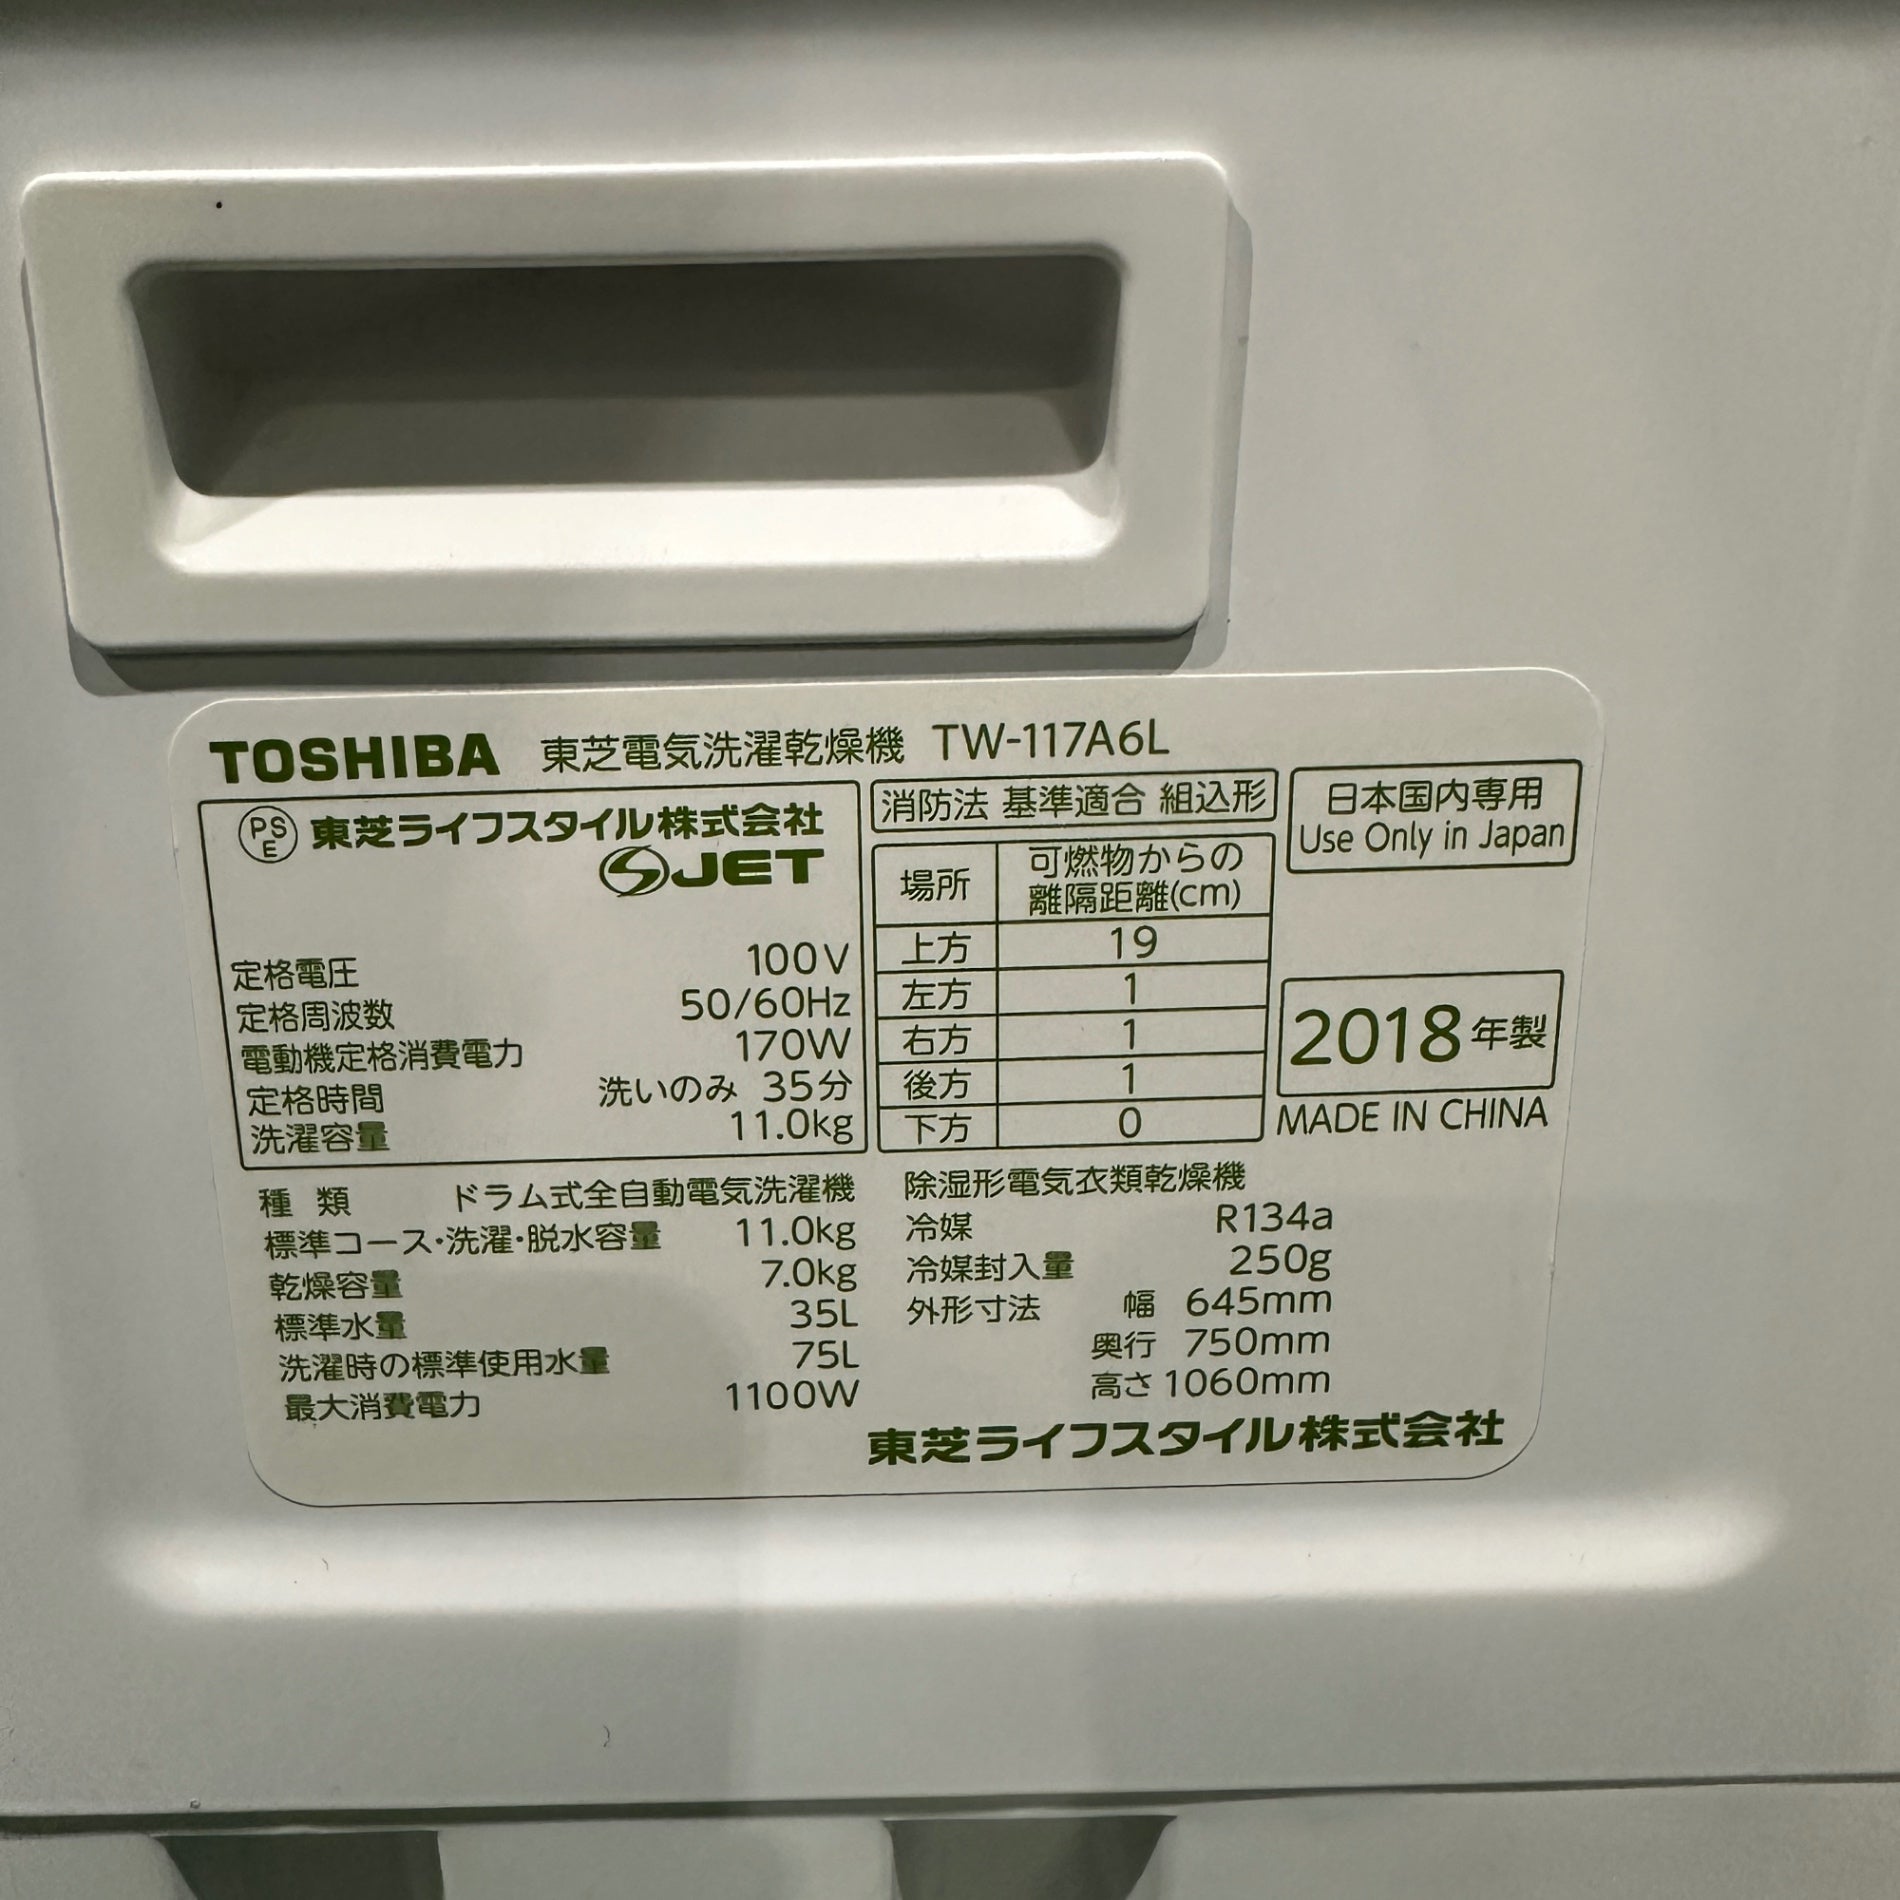 TOSHIBA 東芝電気洗濯乾燥機 TW-117A6L
PSE 東芝ライフスタイル株式会社
SJET
定格電圧 100V
定格周波数 50/60Hz
電動機定格消費電力 170W
定格時間 洗いのみ 35分
洗濯容量 11.0kg
消防法 基準適合 組込形
場所 可燃物からの
離隔距離(cm)
上方 19
左方 1
右方 1
後方 1
下方 0
日本国内専用
Use Only in Japan
2018年製
MADE IN CHINA
種 類 ドラム式全自動電気洗濯機
標準コース・洗濯・脱水容量 11.0kg
乾燥容量 7.0kg
標準水量 35L
洗濯時の標準使用水量 75L
最大消費電力 1100W
除湿形電気衣類乾燥機
冷媒 R134a
冷媒封入量 250g
外形寸法 幅 645mm
奥行 750mm
高さ 1060mm
東芝ライフスタイル株式会社